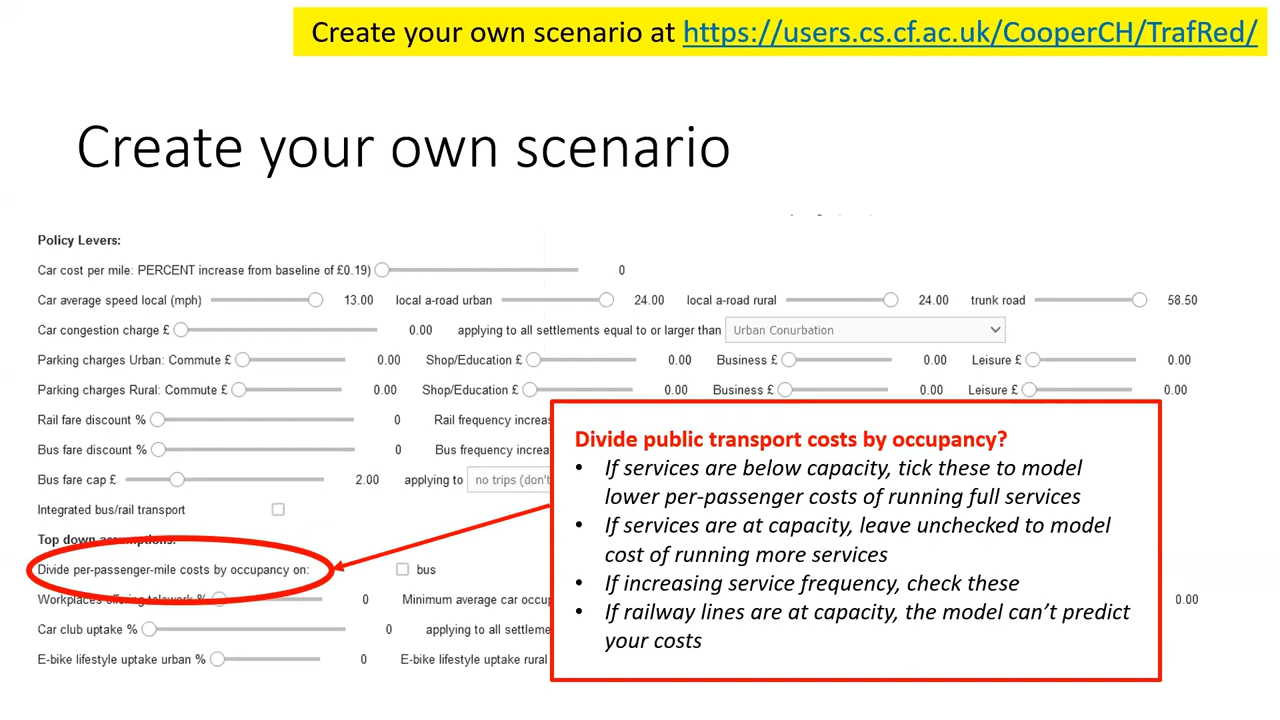 Create your own scenario at https://users.cs.cf.ac.uk/CooperCH/TrafRed/
Create your own scenario
Policy Levers:
Car cost per mile: PERCENT increase from baseline of £0.19) 0
Car average speed local (mph) 13.00 local a-road urban 24.00 local a-road rural 24.00 trunk road 58.50
Car congestion charge £ 0.00 applying to all settlements equal to or larger than Urban Conurbation
Parking charges Urban: Commute £ 0.00 Shop/Education £ 0.00 Business £ 0.00 Leisure £ 0.00
Parking charges Rural: Commute £ 0.00 Shop/Education £ 0.00 Business £ 0.00 Leisure £ 0.00
Rail fare discount % 0 Rail frequency increas
Bus fare discount % 0 Bus frequency increa
Bus fare cap £ 2.00 applying to no trips (don't
Integrated bus/rail transport
Top down assumptions:
Divide per-passenger-mile costs by occupancy on: bus
Workplaces offering telework % 0 Minimum average car occup 0.00
Car club uptake % 0 applying to all settleme
E-bike lifestyle uptake urban % 0 E-bike lifestyle uptake rural
Divide public transport costs by occupancy?
• If services are below capacity, tick these to model
lower per-passenger costs of running full services
• If services are at capacity, leave unchecked to model
cost of running more services
• If increasing service frequency, check these
• If railway lines are at capacity, the model can't predict
your costs